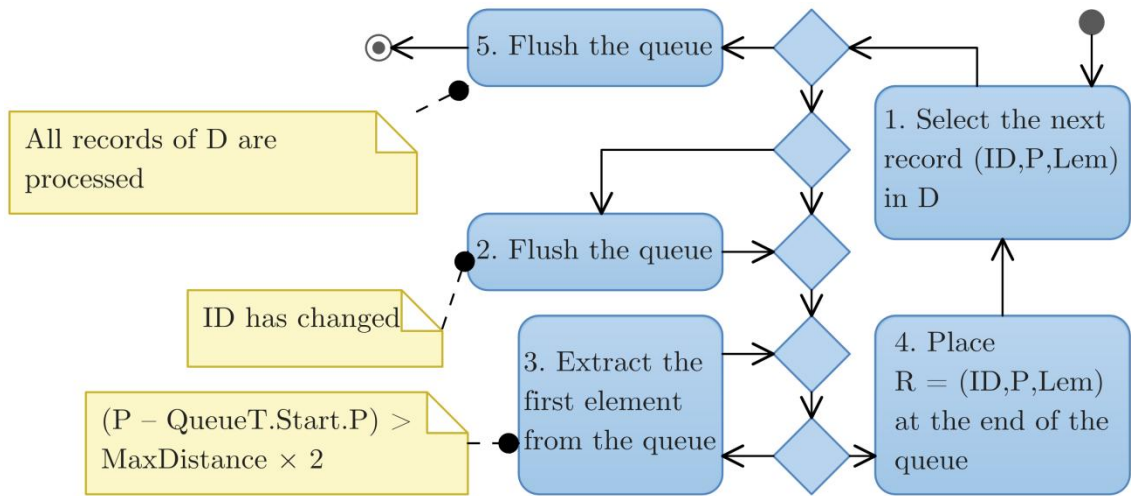 5. Flush the queue
All records of D are
processed
1. Select the next
record (ID,P,Lem)
in D
2. Flush the queue
ID has changed
3. Extract the
first element
from the queue
4. Place
R = (ID,P,Lem)
at the end of the
queue
(P – QueueT.Start.P) >
MaxDistance × 2